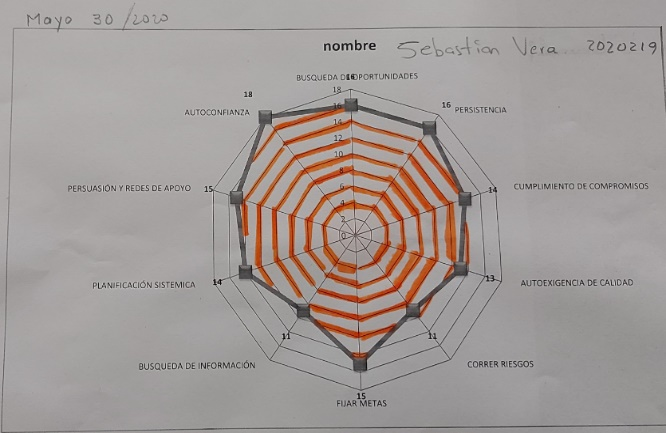 Mayo 30/2020
nombre Sebastian Vera 2020219
BUSQUEDA DE OPORTUNIDADES
16
18
16
14
12
10
8
6
4
2
0
16
PERSISTENCIA
14
CUMPLIMIENTO DE COMPROMISOS
13
AUTOEXIGENCIA DE CALIDAD
11
CORRER RIESGOS
15
FIJAR METAS
11
BUSQUEDA DE INFORMACIÓN
14
PLANIFICACIÓN SISTEMICA
15
PERSUASIÓN Y REDES DE APOYO
18
AUTOCONFIANZA